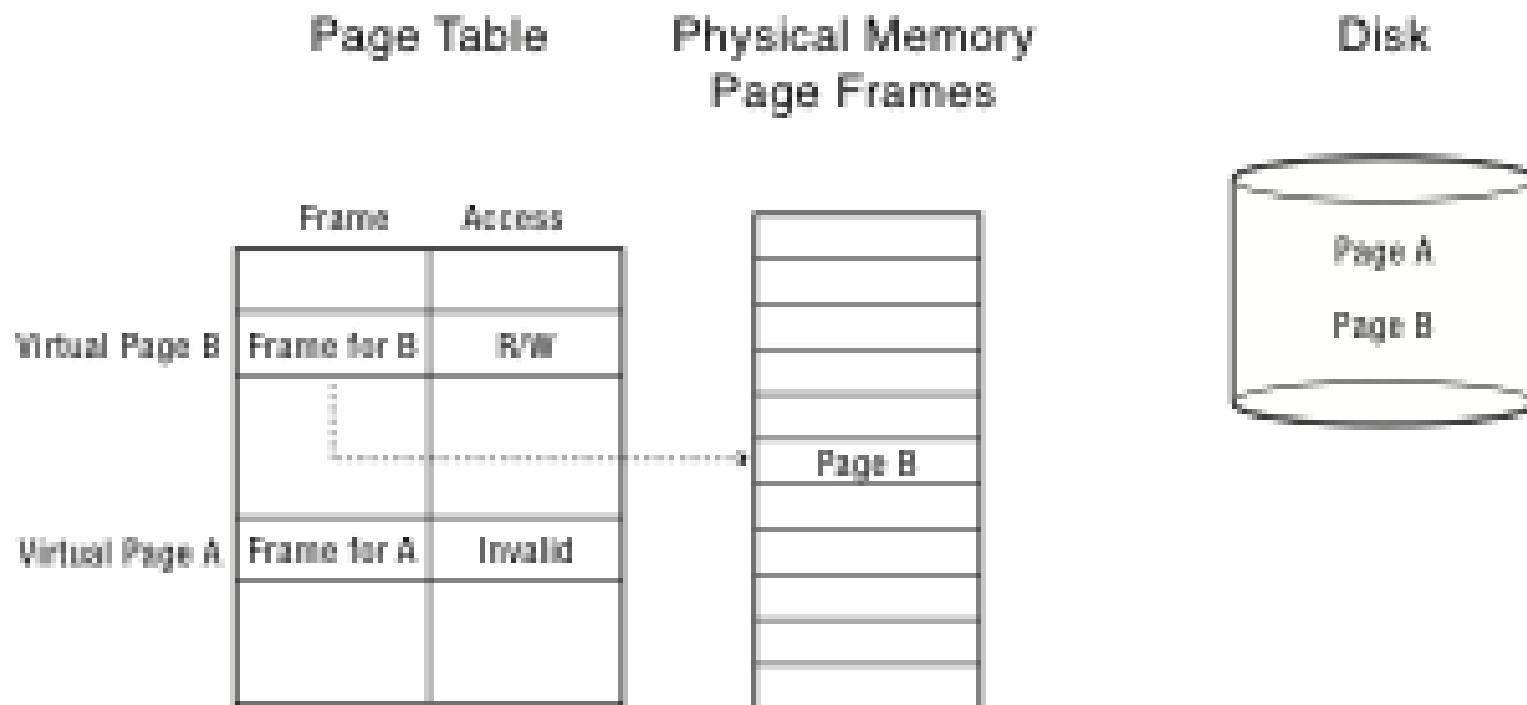 Page Table
Physical Memory
Page Frames
Disk
Frame Access
Page A
Page B
Virtual Page B Frame for B R/W
Page B
Virtual Page A Frame for A Invalid